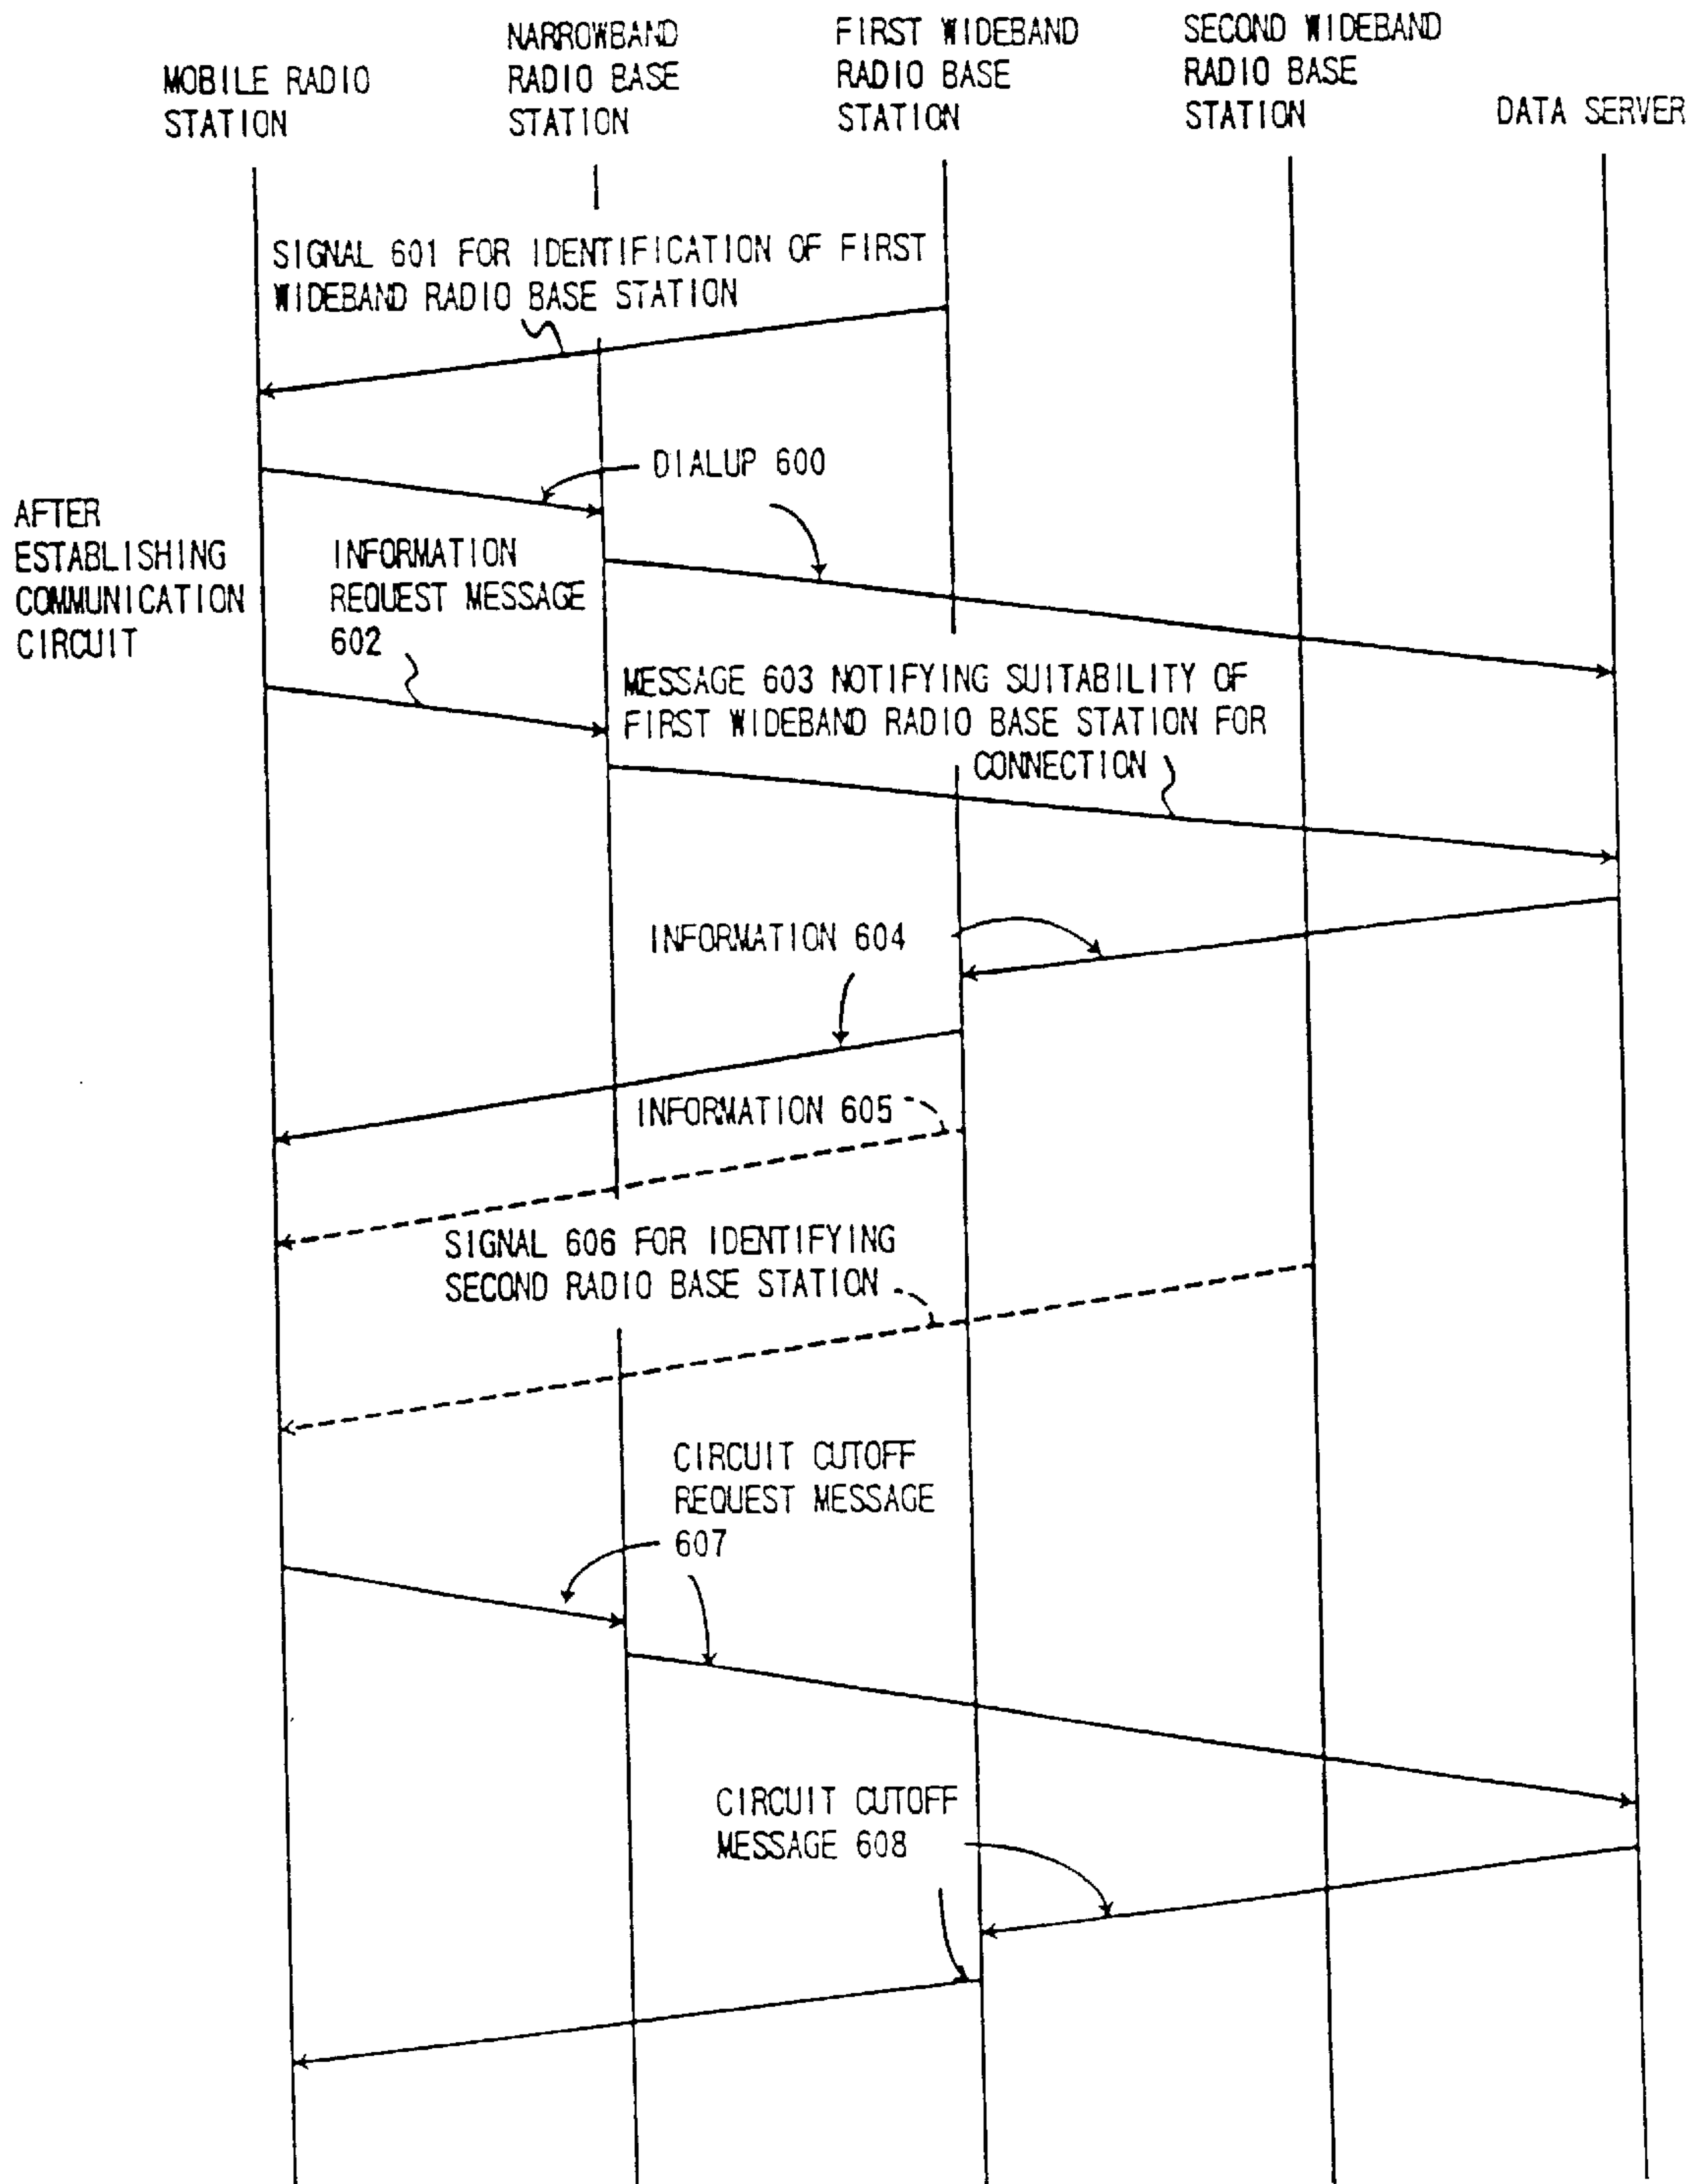 MOBILE RADIO
STATION
NARROWBAND
RADIO BASE
STATION
FIRST WIDEBAND
RADIO BASE
STATION
SECOND WIDEBAND
RADIO BASE
STATION
DATA SERVER
SIGNAL 601 FOR IDENTIFICATION OF FIRST
WIDEBAND RADIO BASE STATION
DIALUP 600
AFTER
ESTABLISHING
COMMUNICATION
CIRCUIT
INFORMATION
REQUEST MESSAGE
602
MESSAGE 603 NOTIFYING SUITABILITY OF
FIRST WIDEBAND RADIO BASE STATION FOR
CONNECTION
INFORMATION 604
INFORMATION 605
SIGNAL 606 FOR IDENTIFYING
SECOND RADIO BASE STATION
CIRCUIT CUTOFF
REQUEST MESSAGE
607
CIRCUIT CUTOFF
MESSAGE 608